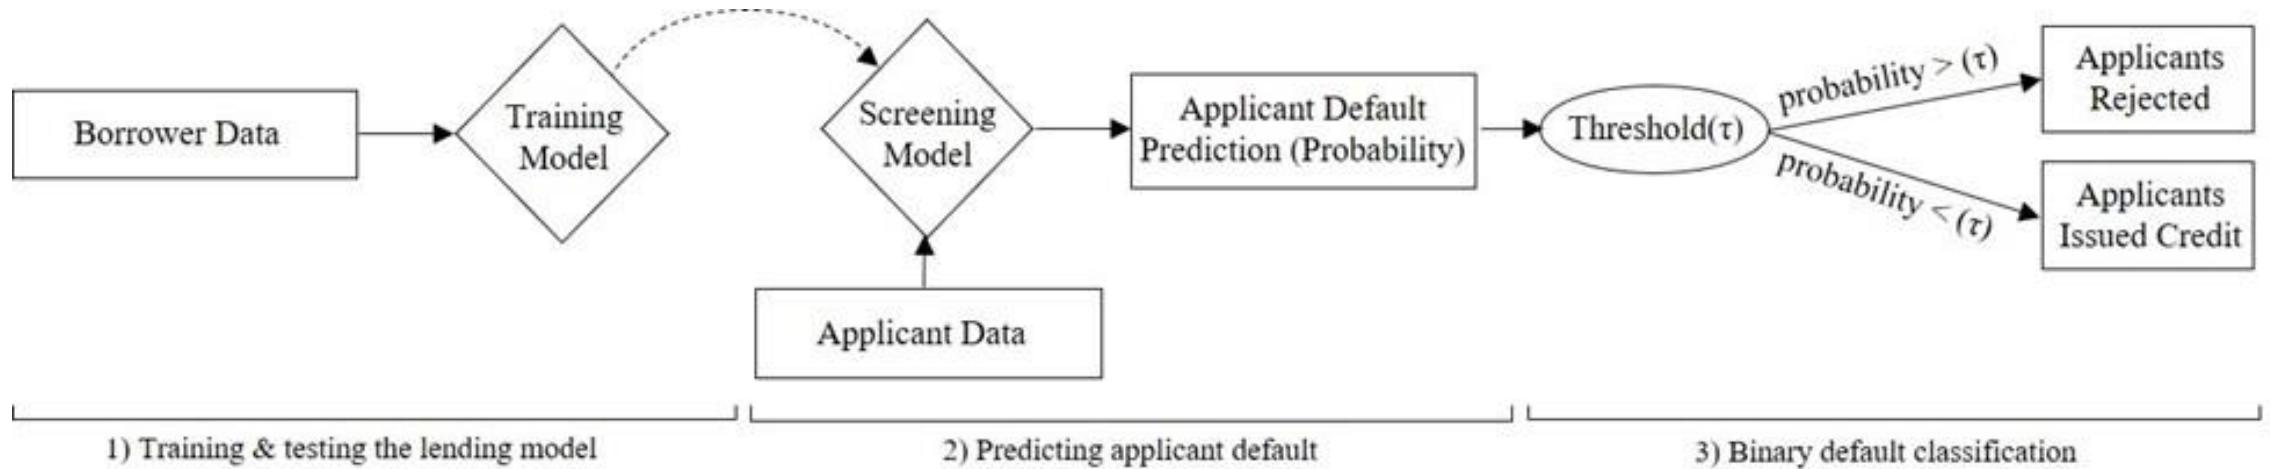 Borrower Data
Training
Model
Screening
Model
Applicant Data
Applicant Default
Prediction (Probability)
Threshold(τ)
probability > (τ)
probability < (τ)
Applicants
Rejected
Applicants
Issued Credit
1) Training & testing the lending model
2) Predicting applicant default
3) Binary default classification